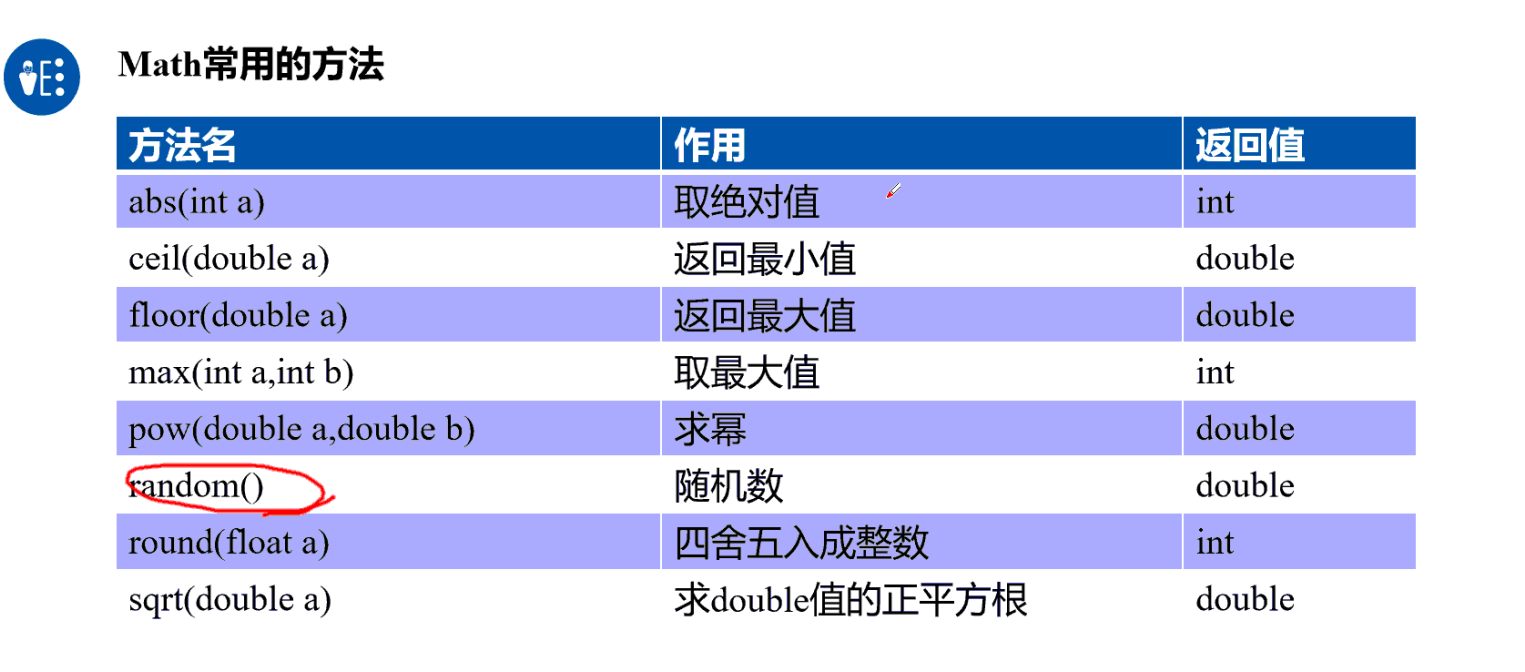 Math常用的方法
方法名 作用 返回值
abs(int a) 取绝对值 int
ceil(double a) 返回最小值 double
floor(double a) 返回最大值 double
max(int a,int b) 取最大值 int
pow(double a,double b) 求幂 double
random() 随机数 double
round(float a) 四舍五入成整数 int
sqrt(double a) 求double值的正平方根 double